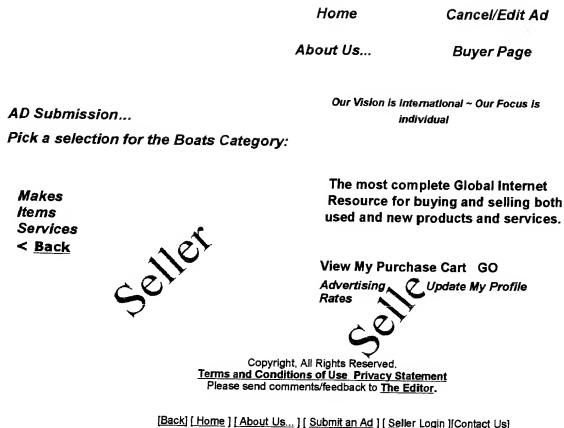 Home Cancel/Edit Ad
About Us... Buyer Page
Our Vision is International ~ Our Focus is
individual
AD Submission...
Pick a selection for the Boats Category:
The most complete Global Internet
Resource for buying and selling both
used and new products and services.
Makes
Items
Services
< Back
Seller
View My Purchase Cart GO
Advertising Update My Profile
Rates
Selle
Copyright, All Rights Reserved.
Terms and Conditions of Use Privacy Statement
Please send comments/feedback to The Editor.
[Back] [ Home ] [ About Us... ] [ Submit an Ad ] [ Seller Login ][Contact Us]